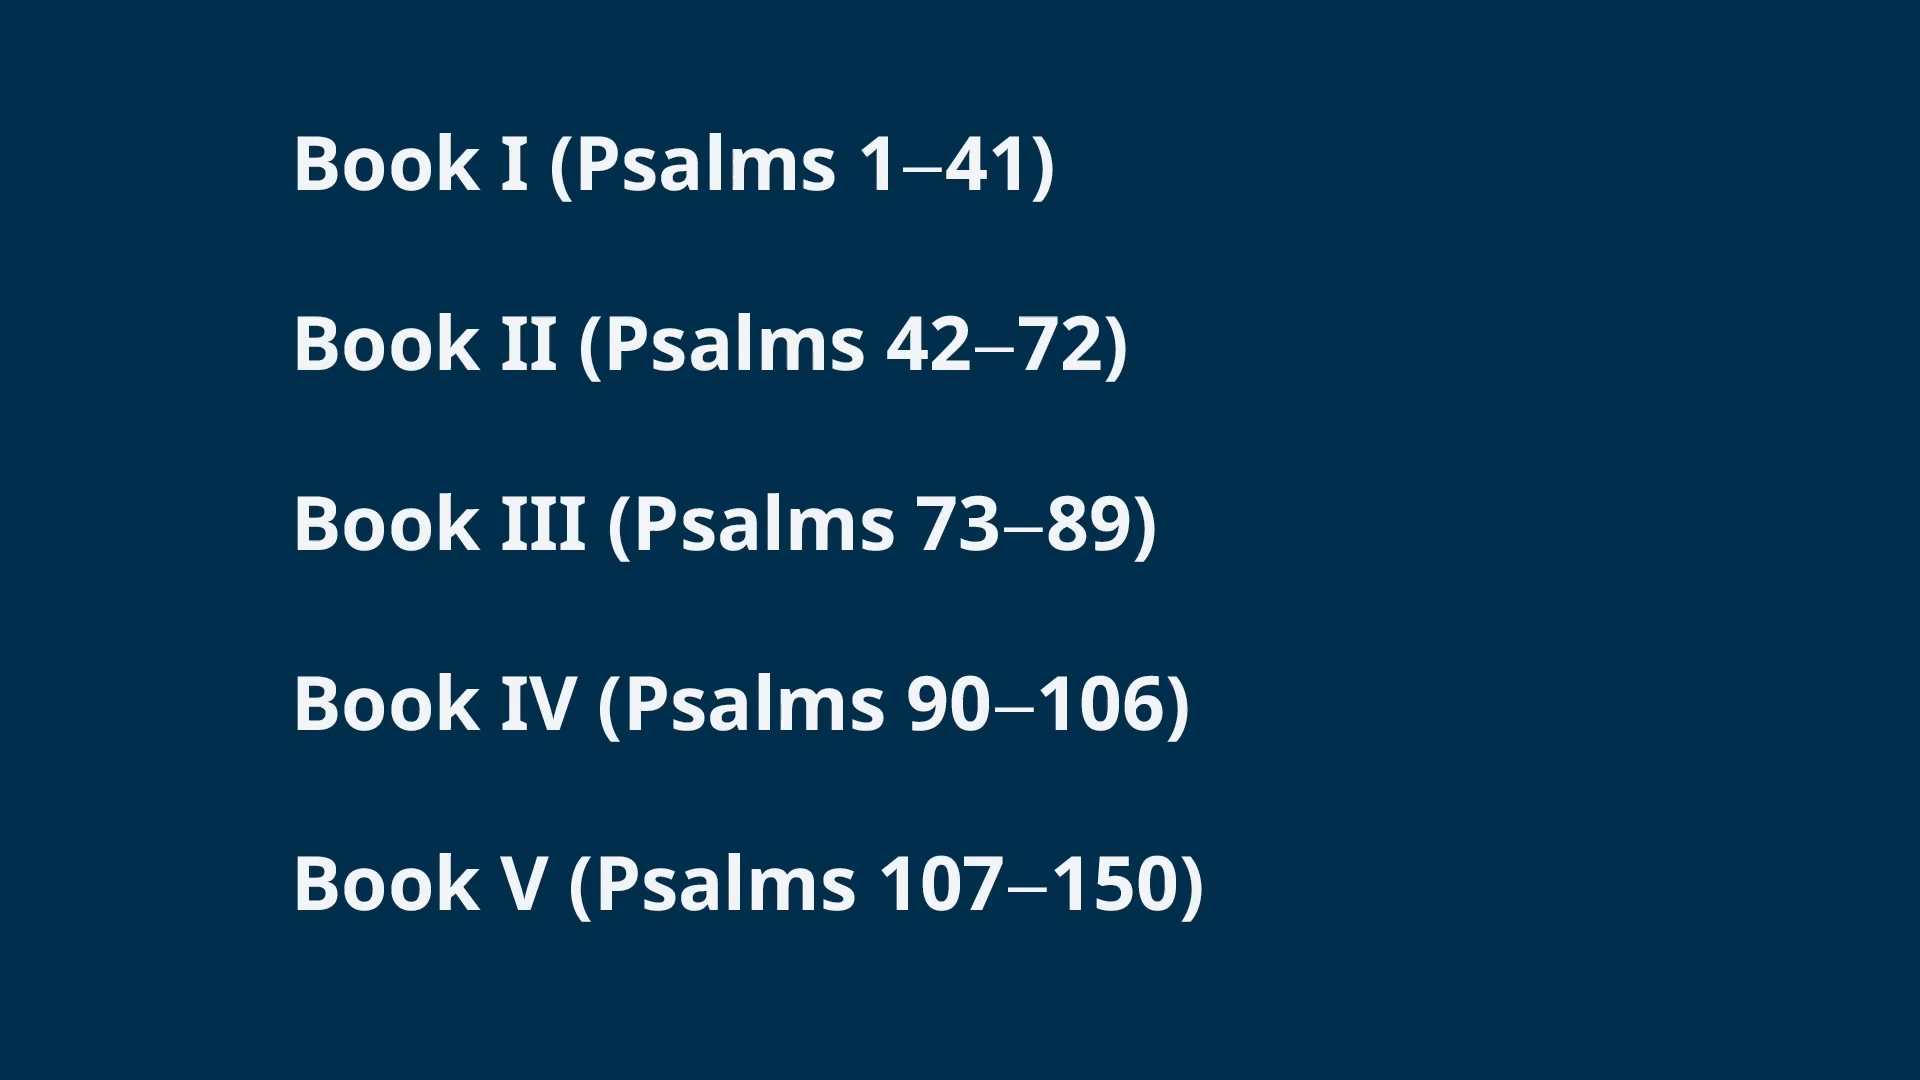 Book I (Psalms 1–41)
Book II (Psalms 42–72)
Book III (Psalms 73–89)
Book IV (Psalms 90–106)
Book V (Psalms 107–150)